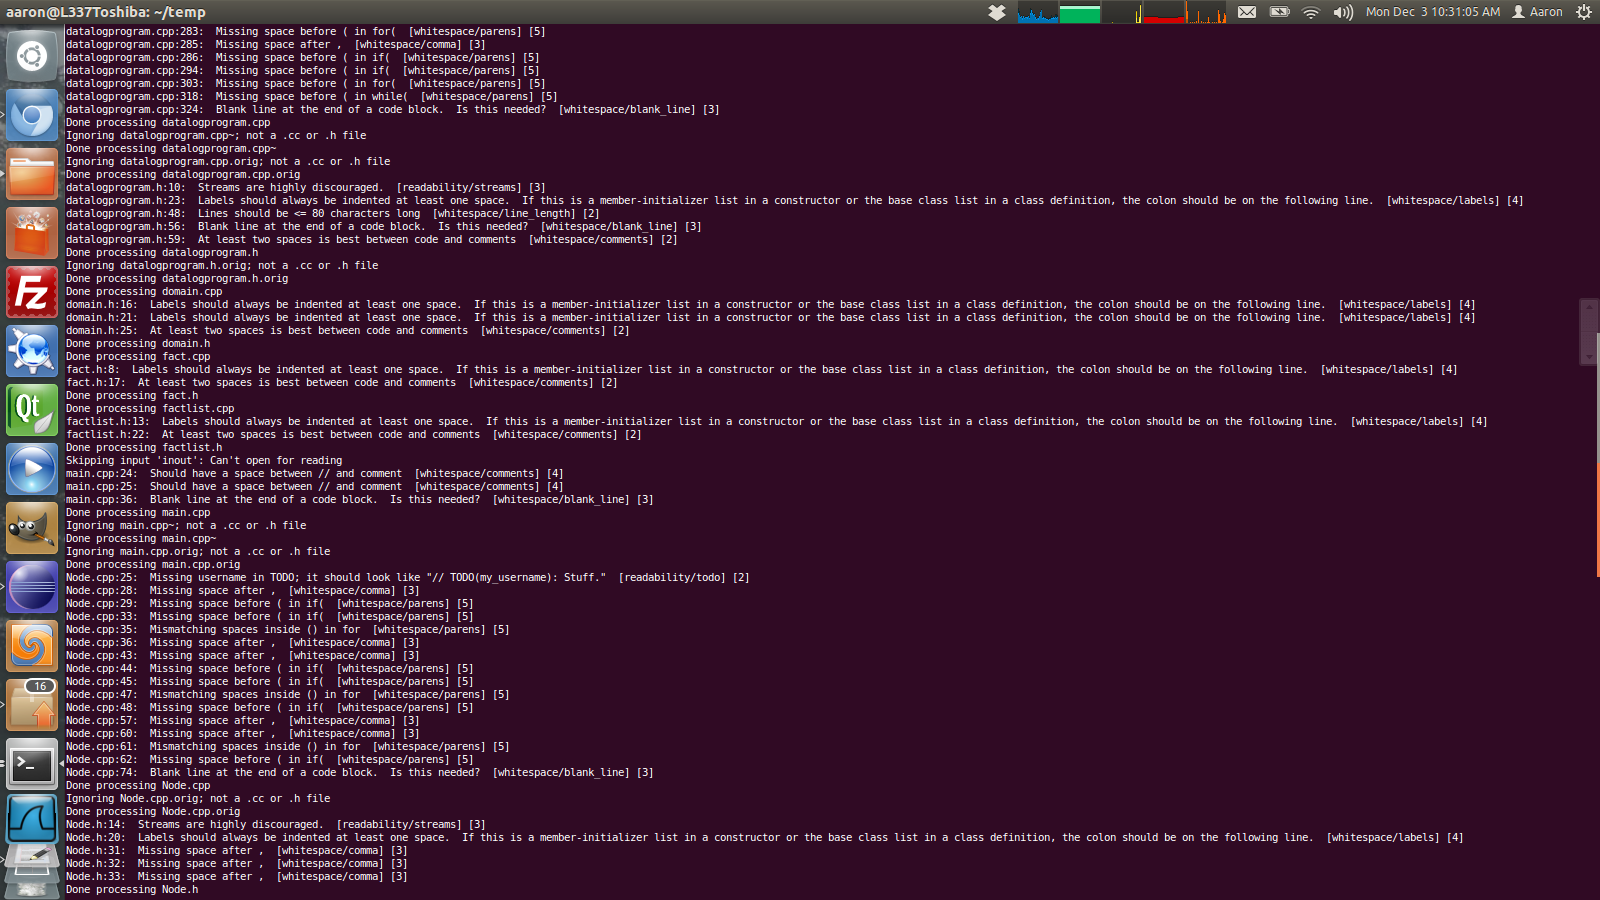 aaron@L337Toshiba: ~/temp
Mon Dec 3 10:31:05 AM
Aaron
datalogprogram.cpp:283:  Missing space before ( in for(  [whitespace/parens] [5]
datalogprogram.cpp:285:  Missing space after ,  [whitespace/comma] [3]
datalogprogram.cpp:286:  Missing space before ( in if(  [whitespace/parens] [5]
datalogprogram.cpp:294:  Missing space before ( in if(  [whitespace/parens] [5]
datalogprogram.cpp:303:  Missing space before ( in for(  [whitespace/parens] [5]
datalogprogram.cpp:318:  Missing space before ( in while(  [whitespace/parens] [5]
datalogprogram.cpp:324:  Blank line at the end of a code block.  Is this needed?  [whitespace/blank_line] [3]
Done processing datalogprogram.cpp
Ignoring datalogprogram.cpp~; not a .cc or .h file
Done processing datalogprogram.cpp~
Ignoring datalogprogram.cpp.orig; not a .cc or .h file
Done processing datalogprogram.cpp.orig
datalogprogram.h:10:  Streams are highly discouraged.  [readability/streams] [3]
datalogprogram.h:23:  Labels should always be indented at least one space.  If this is a member-initializer list in a constructor or the base class list in a class definition, the colon should be on the following line.  [whitespace/labels] [4]
datalogprogram.h:48:  Lines should be <= 80 characters long  [whitespace/line_length] [2]
datalogprogram.h:56:  Blank line at the end of a code block.  Is this needed?  [whitespace/blank_line] [3]
datalogprogram.h:59:  At least two spaces is best between code and comments  [whitespace/comments] [2]
Done processing datalogprogram.h
Ignoring datalogprogram.h.orig; not a .cc or .h file
Done processing datalogprogram.h.orig
Done processing domain.cpp
domain.h:16:  Labels should always be indented at least one space.  If this is a member-initializer list in a constructor or the base class list in a class definition, the colon should be on the following line.  [whitespace/labels] [4]
domain.h:21:  Labels should always be indented at least one space.  If this is a member-initializer list in a constructor or the base class list in a class definition, the colon should be on the following line.  [whitespace/labels] [4]
domain.h:25:  At least two spaces is best between code and comments  [whitespace/comments] [2]
Done processing domain.h
Done processing fact.cpp
fact.h:8:  Labels should always be indented at least one space.  If this is a member-initializer list in a constructor or the base class list in a class definition, the colon should be on the following line.  [whitespace/labels] [4]
fact.h:17:  At least two spaces is best between code and comments  [whitespace/comments] [2]
Done processing fact.h
Done processing factlist.cpp
factlist.h:13:  Labels should always be indented at least one space.  If this is a member-initializer list in a constructor or the base class list in a class definition, the colon should be on the following line.  [whitespace/labels] [4]
factlist.h:22:  At least two spaces is best between code and comments  [whitespace/comments] [2]
Done processing factlist.h
Skipping input 'inout': Can't open for reading
main.cpp:24:  Should have a space between // and comment  [whitespace/comments] [4]
main.cpp:25:  Should have a space between // and comment  [whitespace/comments] [4]
main.cpp:36:  Blank line at the end of a code block.  Is this needed?  [whitespace/blank_line] [3]
Done processing main.cpp
Ignoring main.cpp~; not a .cc or .h file
Done processing main.cpp~
Ignoring main.cpp.orig; not a .cc or .h file
Done processing main.cpp.orig
Node.cpp:25:  Missing username in TODO; it should look like "// TODO(my_username): Stuff."  [readability/todo] [2]
Node.cpp:28:  Missing space after ,  [whitespace/comma] [3]
Node.cpp:29:  Missing space before ( in if(  [whitespace/parens] [5]
Node.cpp:33:  Missing space before ( in if(  [whitespace/parens] [5]
Node.cpp:35:  Mismatching spaces inside () in for  [whitespace/parens] [5]
Node.cpp:36:  Missing space after ,  [whitespace/comma] [3]
Node.cpp:43:  Missing space after ,  [whitespace/comma] [3]
Node.cpp:44:  Missing space before ( in if(  [whitespace/parens] [5]
Node.cpp:45:  Missing space before ( in if(  [whitespace/parens] [5]
Node.cpp:47:  Mismatching spaces inside () in for  [whitespace/parens] [5]
Node.cpp:48:  Missing space before ( in if(  [whitespace/parens] [5]
Node.cpp:57:  Missing space after ,  [whitespace/comma] [3]
Node.cpp:60:  Missing space after ,  [whitespace/comma] [3]
Node.cpp:61:  Mismatching spaces inside () in for  [whitespace/parens] [5]
Node.cpp:62:  Missing space before ( in if(  [whitespace/parens] [5]
Node.cpp:74:  Blank line at the end of a code block.  Is this needed?  [whitespace/blank_line] [3]
Done processing Node.cpp
Ignoring Node.cpp.orig; not a .cc or .h file
Done processing Node.cpp.orig
Node.h:14:  Streams are highly discouraged.  [readability/streams] [3]
Node.h:20:  Labels should always be indented at least one space.  If this is a member-initializer list in a constructor or the base class list in a class definition, the colon should be on the following line.  [whitespace/labels] [4]
Node.h:31:  Missing space after ,  [whitespace/comma] [3]
Node.h:32:  Missing space after ,  [whitespace/comma] [3]
Node.h:33:  Missing space after ,  [whitespace/comma] [3]
Done processing Node.h
Fz
Qt
16
>_